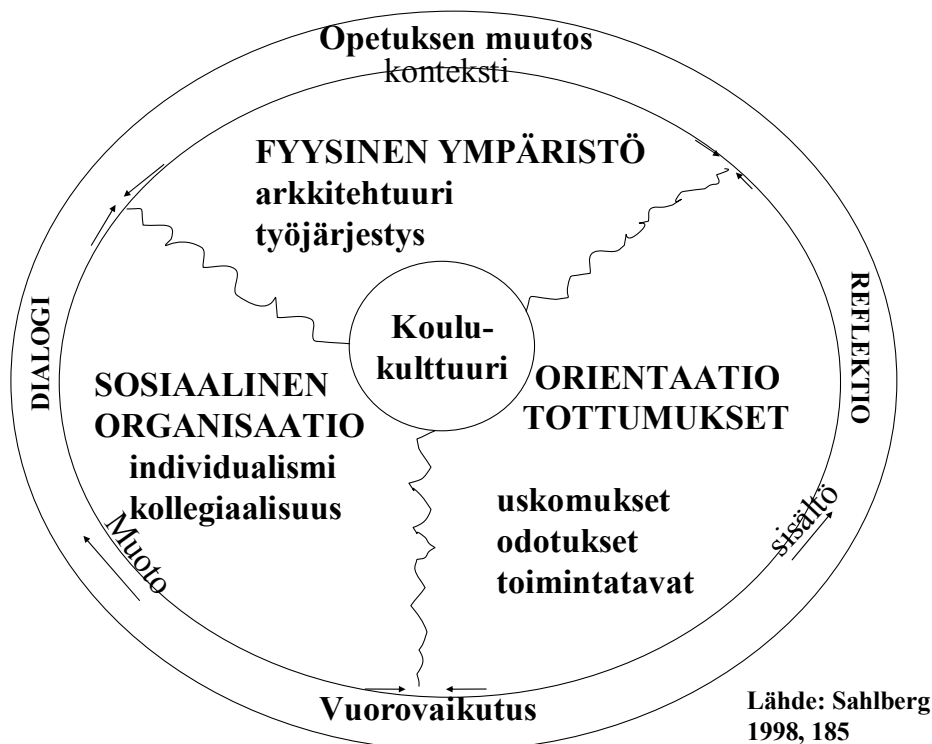 Opetuksen muutos
konteksti
FYYSINEN YMPÄRISTÖ
arkkitehtuuri
työjärjestys
DIALOGI
REFLEKTIO
Koulu-
kulttuuri
SOSIAALINEN
ORGANISAATIO
individualismi
kollegiaalisuus
ORIENTAATIO
TOTTUMUKSET
uskomukset
odotukset
toimintatavat
Muoto
sisältö
Vuorovaikutus
Lähde: Sahlberg
1998, 185